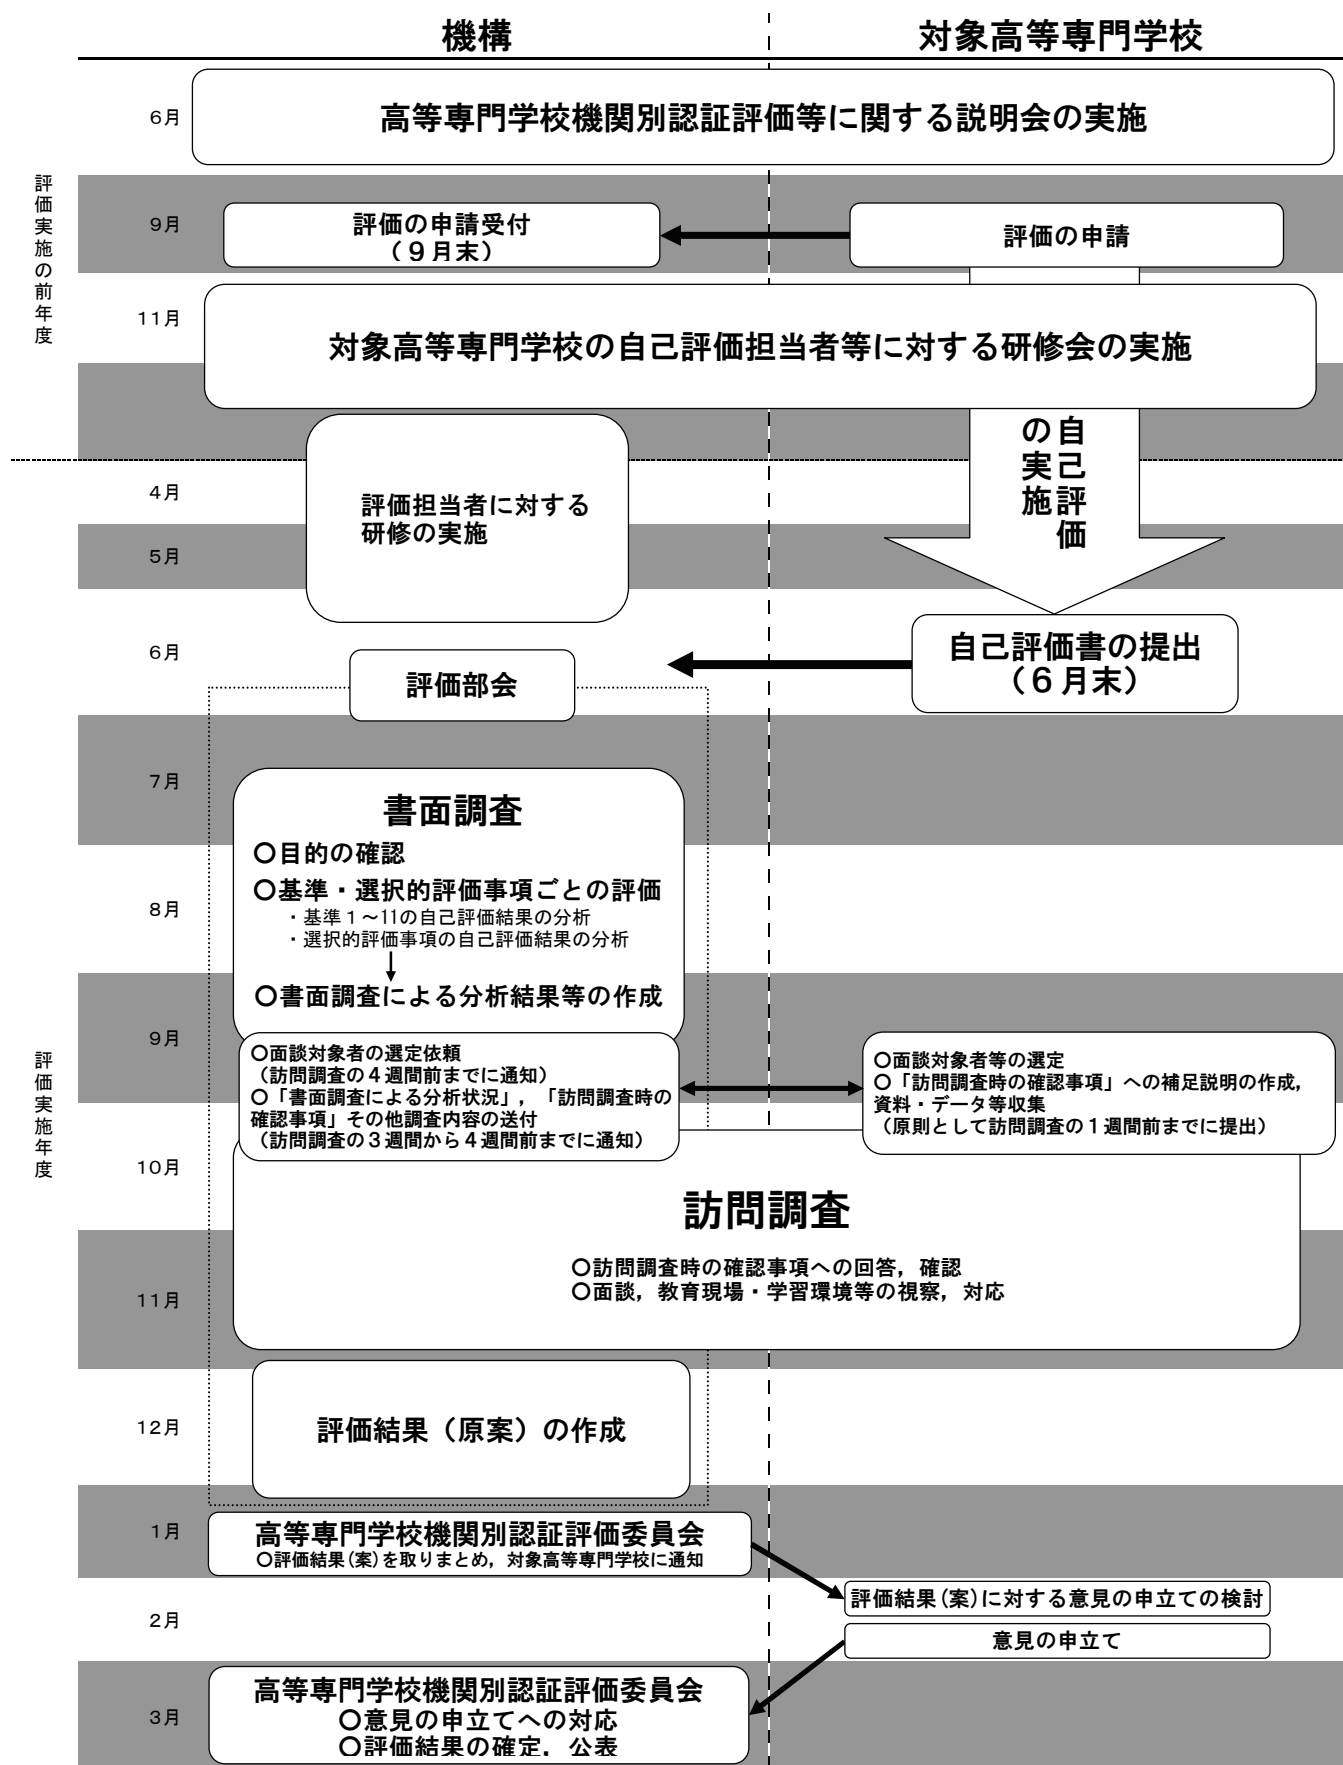 機構
対象高等専門学校
評価実施の前年度
6月
高等専門学校機関別認証評価等に関する説明会の実施
9月
評価の申請受付
（９月末）
評価の申請
11月
対象高等専門学校の自己評価担当者等に対する研修会の実施
自己評価
の実施
評価実施年度
4月
評価担当者に対する
研修の実施
5月
6月
評価部会
自己評価書の提出
（６月末）
7月
書面調査
○目的の確認
○基準・選択的評価事項ごとの評価
8月
・基準１～11の自己評価結果の分析
・選択的評価事項の自己評価結果の分析
○書面調査による分析結果等の作成
9月
○面談対象者の選定依頼
（訪問調査の４週間前までに通知）
○「書面調査による分析状況」，「訪問調査時の
確認事項」その他調査内容の送付
（訪問調査の３週間から４週間前までに通知）
○面談対象者等の選定
○「訪問調査時の確認事項」への補足説明の作成，
資料・データ等収集
（原則として訪問調査の１週間前までに提出）
10月
訪問調査
○訪問調査時の確認事項への回答，確認
○面談，教育現場・学習環境等の視察，対応
11月
12月
評価結果（原案）の作成
1月
高等専門学校機関別認証評価委員会
○評価結果(案)を取りまとめ，対象高等専門学校に通知
評価結果(案)に対する意見の申立ての検討
2月
意見の申立て
3月
高等専門学校機関別認証評価委員会
○意見の申立てへの対応
○評価結果の確定，公表